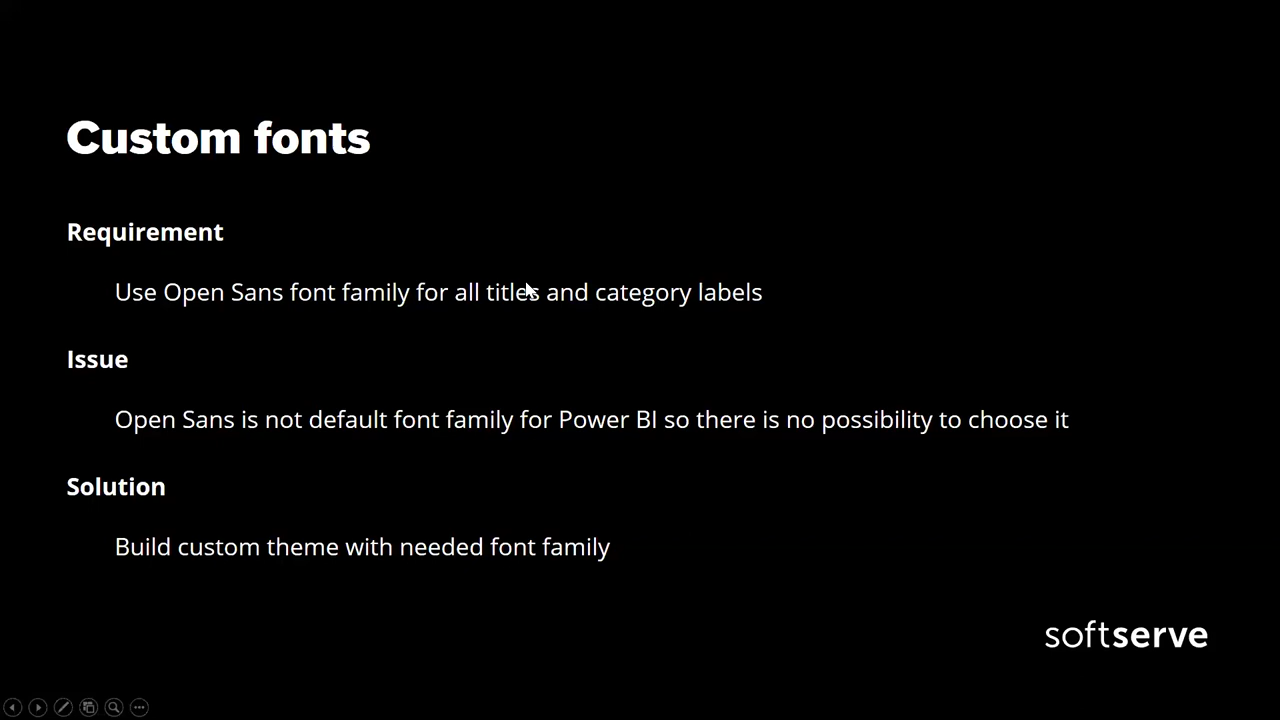 Custom fonts
Requirement
Use Open Sans font family for all titles and category labels
Issue
Open Sans is not default font family for Power BI so there is no possibility to choose it
Solution
Build custom theme with needed font family
softserve